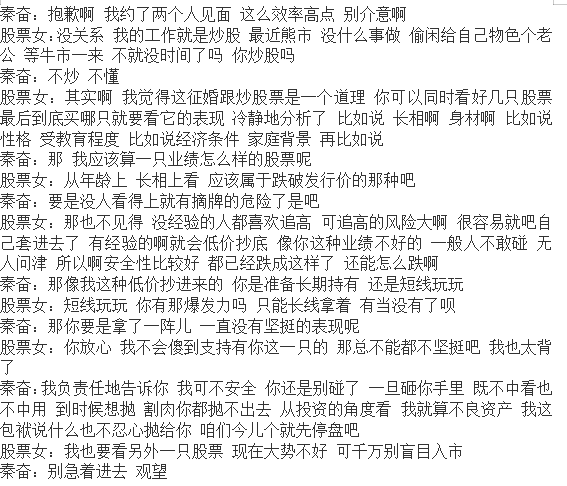 秦奋：抱歉啊 我约了两个人见面 这么效率高点 别介意啊
股票女：没关系 我的工作就是炒股 最近熊市 没什么事做 偷闲给自己物色个老
公 等牛市一来 不就没时间了吗 你炒股吗
秦奋：不炒 不懂
股票女：其实啊 我觉得这征婚跟炒股票是一个道理 你可以同时看好几只股票
最后到底买哪只就要看它的表现 冷静地分析了 比如说 长相啊 身材啊 比如说
性格 受教育程度 比如说经济条件 家庭背景 再比如说
秦奋：那 我应该算一只业绩怎么样的股票呢
股票女：从年龄上 长相上看 应该属于跌破发行价的那种吧
秦奋：要是没人看得上就有摘牌的危险了是吧
股票女：那也不见得 没经验的人都喜欢追高 可追高的风险大啊 很容易就吧自
己套进去了 有经验的啊就会低价抄底 像你这种业绩不好的 一般人不敢碰 无
人问津 所以啊安全性比较好 都已经跌成这样了 还能怎么跌啊
秦奋：那像我这种低价抄进来的 你是准备长期持有 还是短线玩玩
股票女：短线玩玩 你有那爆发力吗 只能长线拿着 有当没有了呗
秦奋：那你要是拿了一阵儿 一直没有坚挺的表现呢
股票女：你放心 我不会傻到支持有你这一只的 那总不能都不坚挺吧 我也太背
了
秦奋：我负责任地告诉你 我可不安全 你还是别碰了 一旦砸你手里 既不中看也
不中用 到时候想抛 割肉你都抛不出去 从投资的角度看 我就算不良资产 我这
包袱说什么也不忍心抛给你 咱们今儿个就先停盘吧
股票女：我也要看另外一只股票 现在大势不好 可千万别盲目入市
秦奋：别急着进去 观望